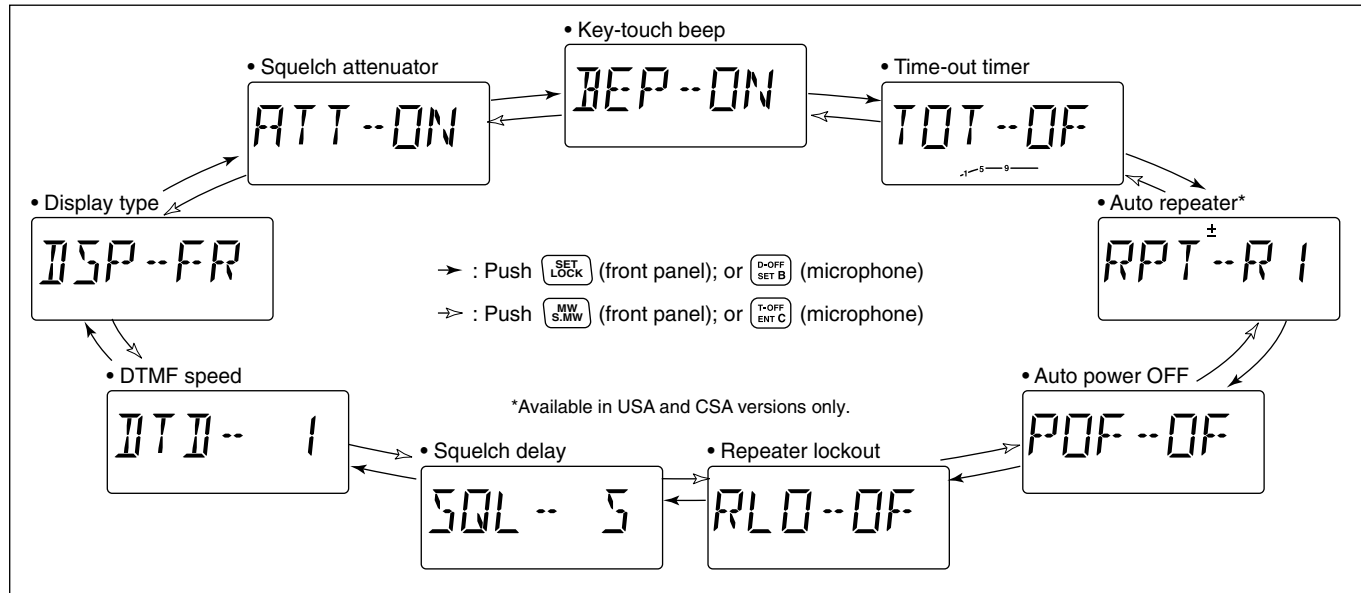 • Key-touch beep
BEP--ON
• Squelch attenuator
ATT--ON
• Time-out timer
TOT--OF
-1 5 9
• Display type
DSP--FR
• Auto repeater*
±
RPT--R1
➞ : Push [SET LOCK] (front panel); or [D-OFF SET B] (microphone)
➞ : Push [MW S.MW] (front panel); or [T-OFF ENT C] (microphone)
• DTMF speed
DTD-- 1
*Available in USA and CSA versions only.
• Auto power OFF
POF--OF
• Squelch delay
SQL-- S
• Repeater lockout
RLO--OF